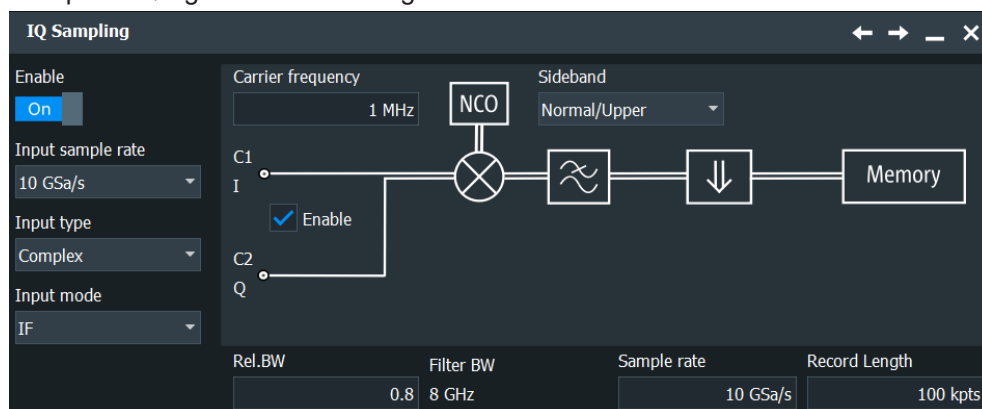 IQ Sampling
Enable
On
Input sample rate
10 GSa/s
Input type
Complex
Input mode
IF
Carrier frequency
1 MHz
NCO
Sideband
Normal/Upper
C1
I
Enable
C2
Q
Memory
Rel.BW
0.8
Filter BW
8 GHz
Sample rate
10 GSa/s
Record Length
100 kpts